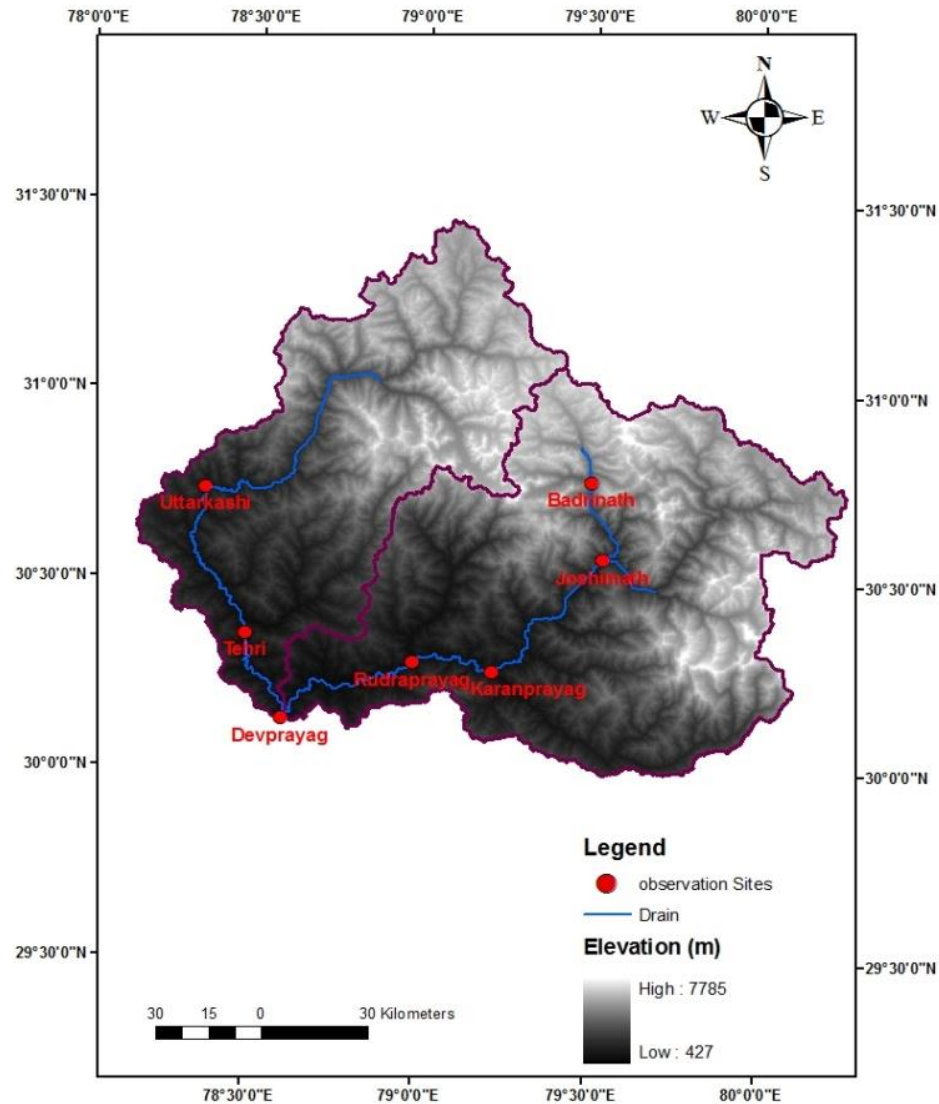 78°0'0"E 78°30'0"E 79°0'0"E 79°30'0"E 80°0'0"E
N
W E
S
31°30'0"N 31°30'0"N
31°0'0"N 31°0'0"N
Badrinath
Uttarkashi
30°30'0"N 30°30'0"N
Joshimath
Tehri
Rudraprayag Karanprayag
Devprayag
30°0'0"N 30°0'0"N
Legend
observation Sites
Drain
Elevation (m)
29°30'0"N 29°30'0"N
High : 7785
30 15 0 30 Kilometers
Low : 427
78°30'0"E 79°0'0"E 79°30'0"E 80°0'0"E